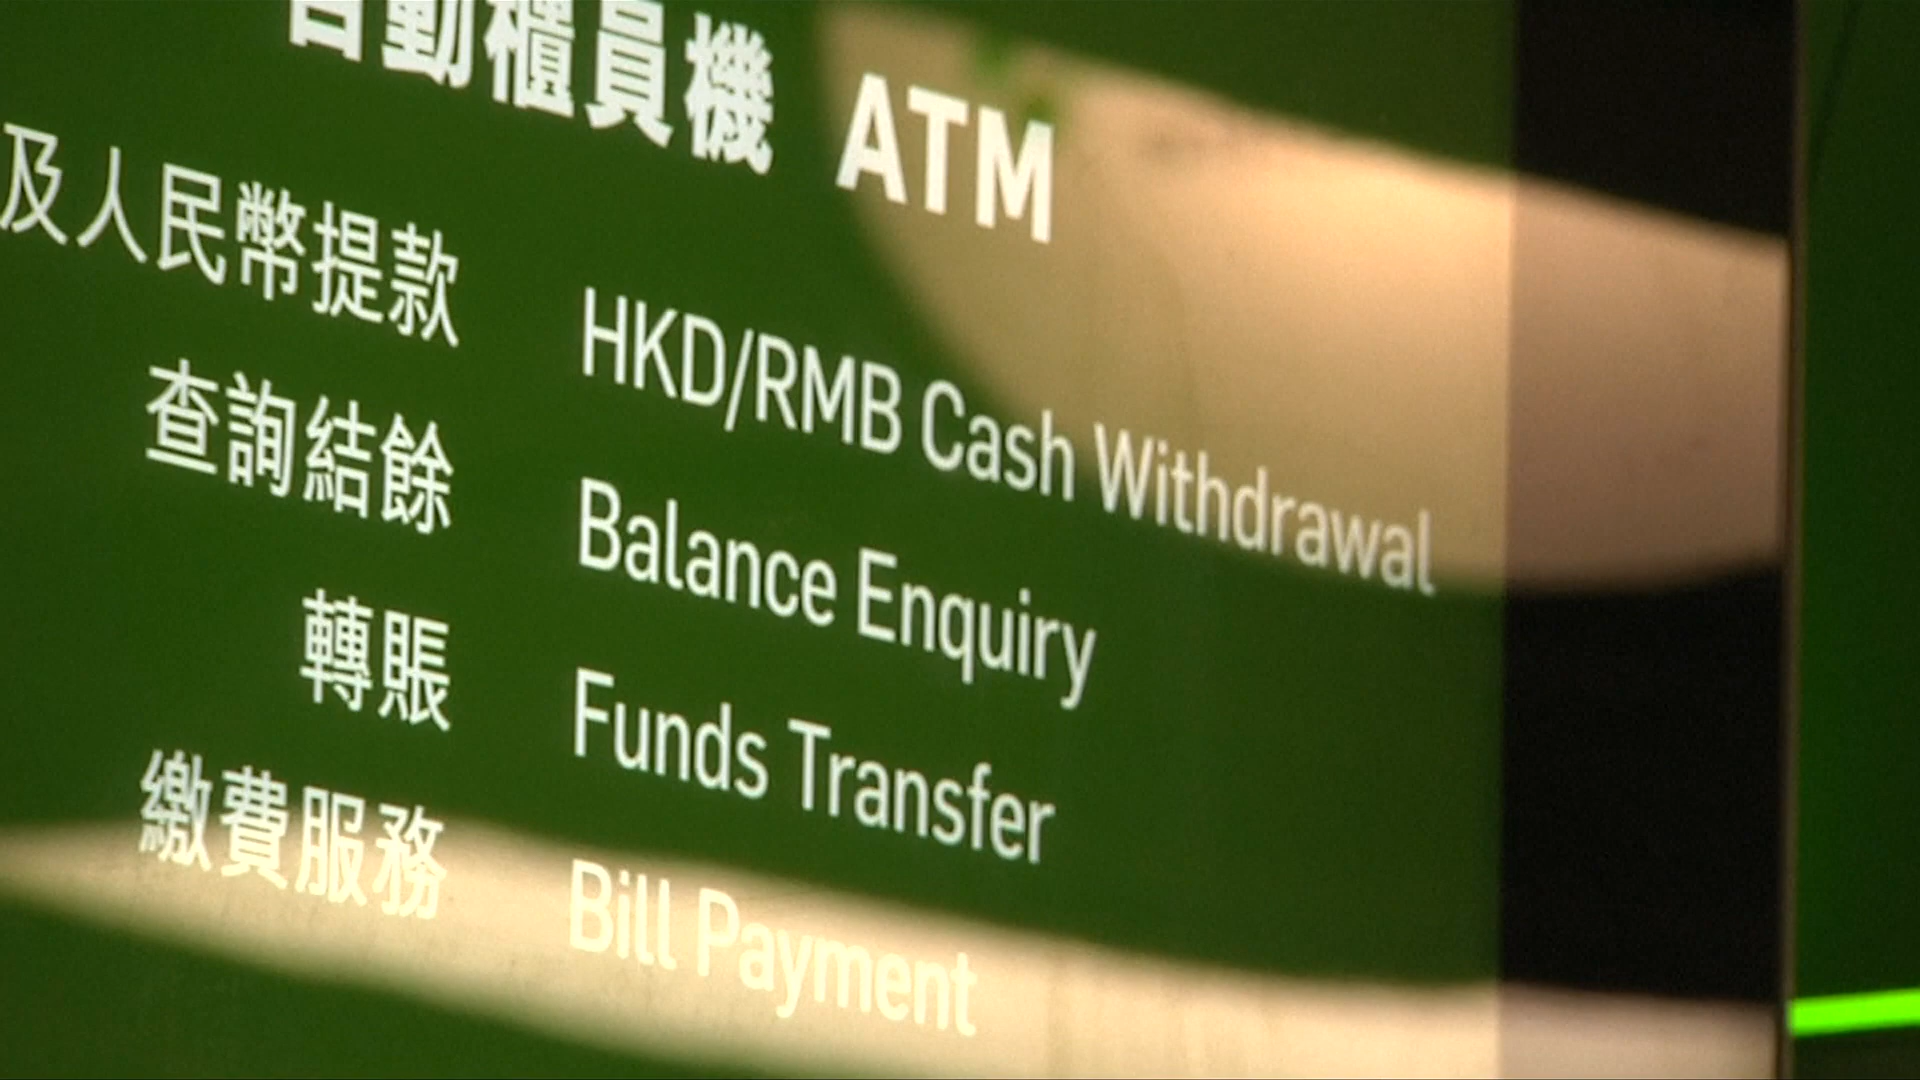 自動櫃員機 ATM
及人民幣提款 HKD/RMB Cash Withdrawal
查詢結餘 Balance Enquiry
轉賬 Funds Transfer
繳費服務 Bill Payment